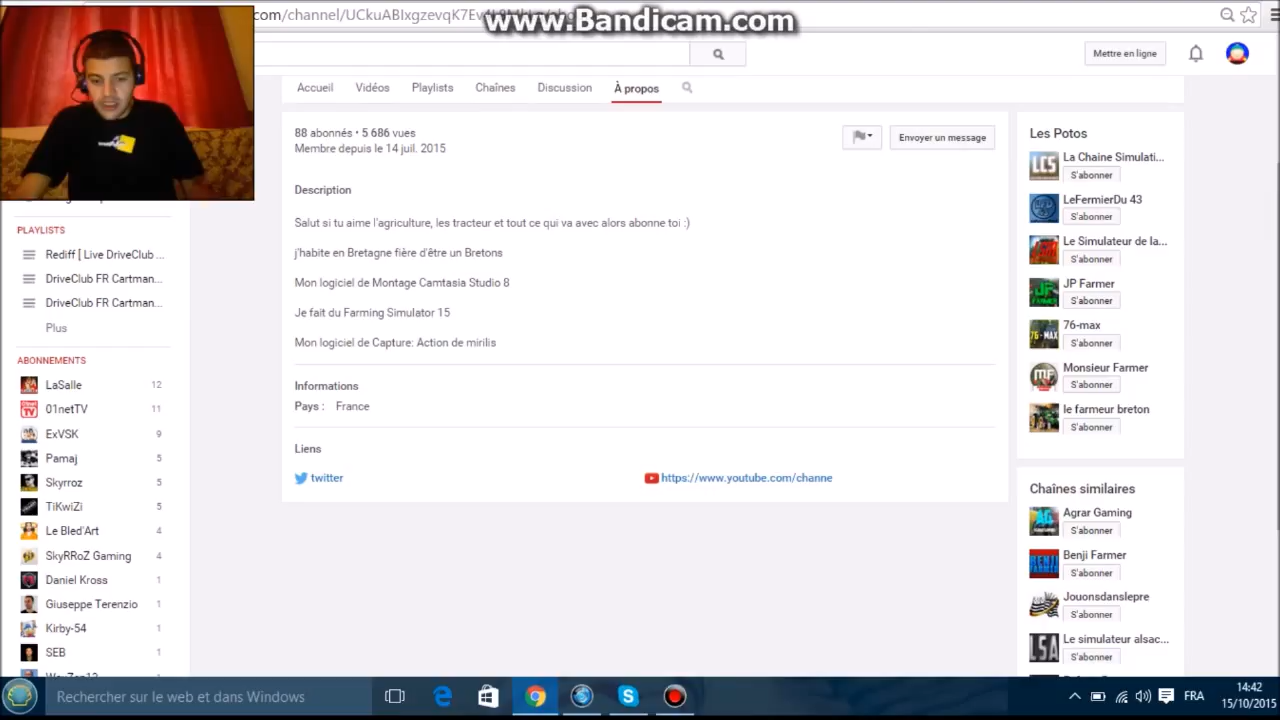 www.Bandicam.com
Mettre en ligne
Accueil
Vidéos
Playlists
Chaînes
Discussion
À propos
88 abonnés • 5 686 vues
Membre depuis le 14 juil. 2015
Envoyer un message
Description
Salut si tu aime l'agriculture, les tracteur et tout ce qui va avec alors abonne toi :)
j'habite en Bretagne fière d'être un Bretons
Mon logiciel de Montage Camtasia Studio 8
Je fait du Farming Simulator 15
Mon logiciel de Capture: Action de mirilis
Informations
Pays : France
Liens
twitter
https://www.youtube.com/channe
PLAYLISTS
Rediff [ Live DriveClub ...
DriveClub FR Cartman...
DriveClub FR Cartman...
Plus
ABONNEMENTS
LaSalle 12
01netTV 11
ExVSK 9
Pamaj 5
Skyrroz 5
TiKwiZi 5
Le Bled'Art 4
SkyRRoZ Gaming 4
Daniel Kross 1
Giuseppe Terenzio 1
Kirby-54 1
SEB 1
Les Potos
La Chaine Simulati...
S'abonner
LeFermierDu 43
S'abonner
Le Simulateur de la...
S'abonner
JP Farmer
S'abonner
76-max
S'abonner
Monsieur Farmer
S'abonner
le farmeur breton
S'abonner
Chaînes similaires
Agrar Gaming
S'abonner
Benji Farmer
S'abonner
Jouonsdanslepre
S'abonner
Le simulateur alsac...
S'abonner
Rechercher sur le web et dans Windows
FRA
14:42
15/10/2015